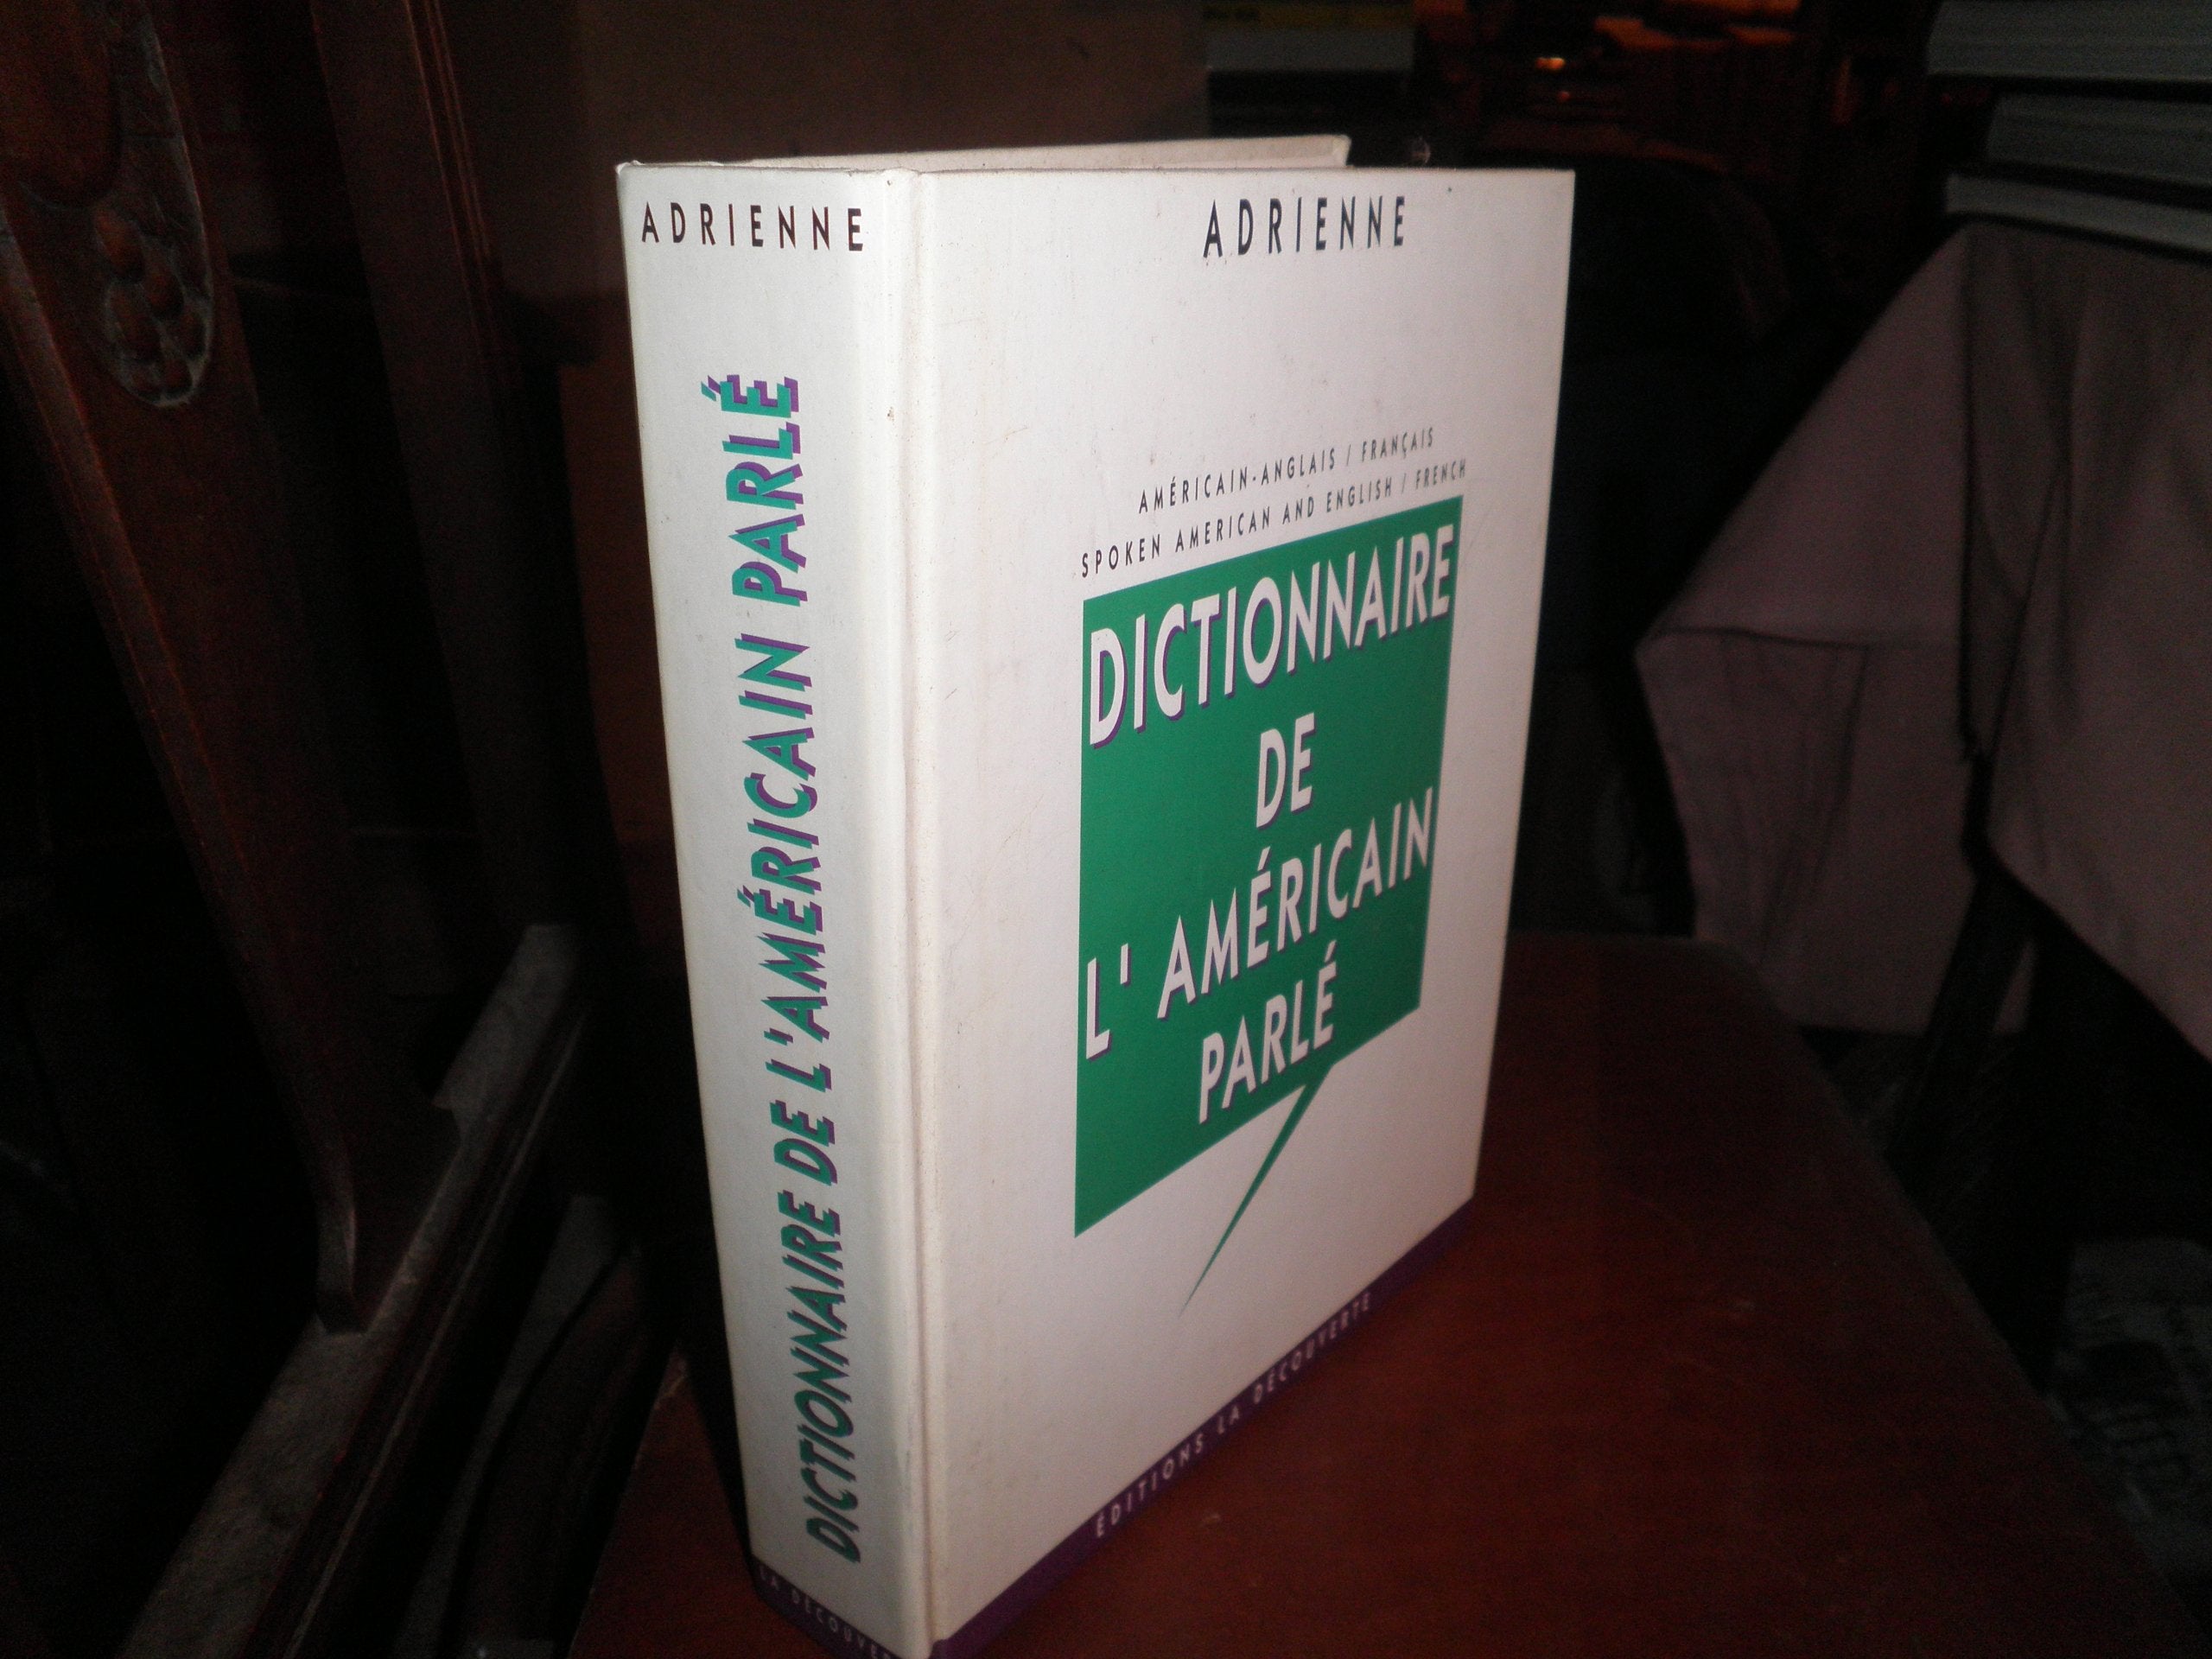 ADRIENNE
DICTIONNAIRE DE L'AMÉRICAIN PARLÉ
ADRIENNE
AMÉRICAIN-ANGLAIS / FRANÇAIS
SPOKEN AMERICAN AND ENGLISH / FRENCH
DICTIONNAIRE
DE
L' AMÉRICAIN
PARLÉ
ÉDITIONS LA DÉCOUVERTE